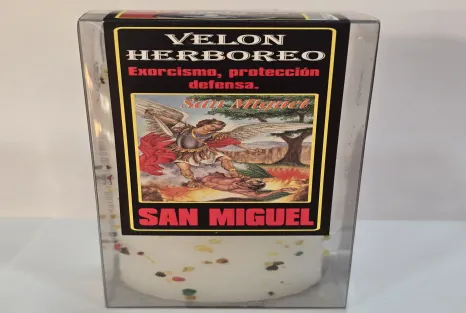 VELON
HERBOREO
Exorcismo, protección
defensa.
San Miguel
SAN MIGUEL